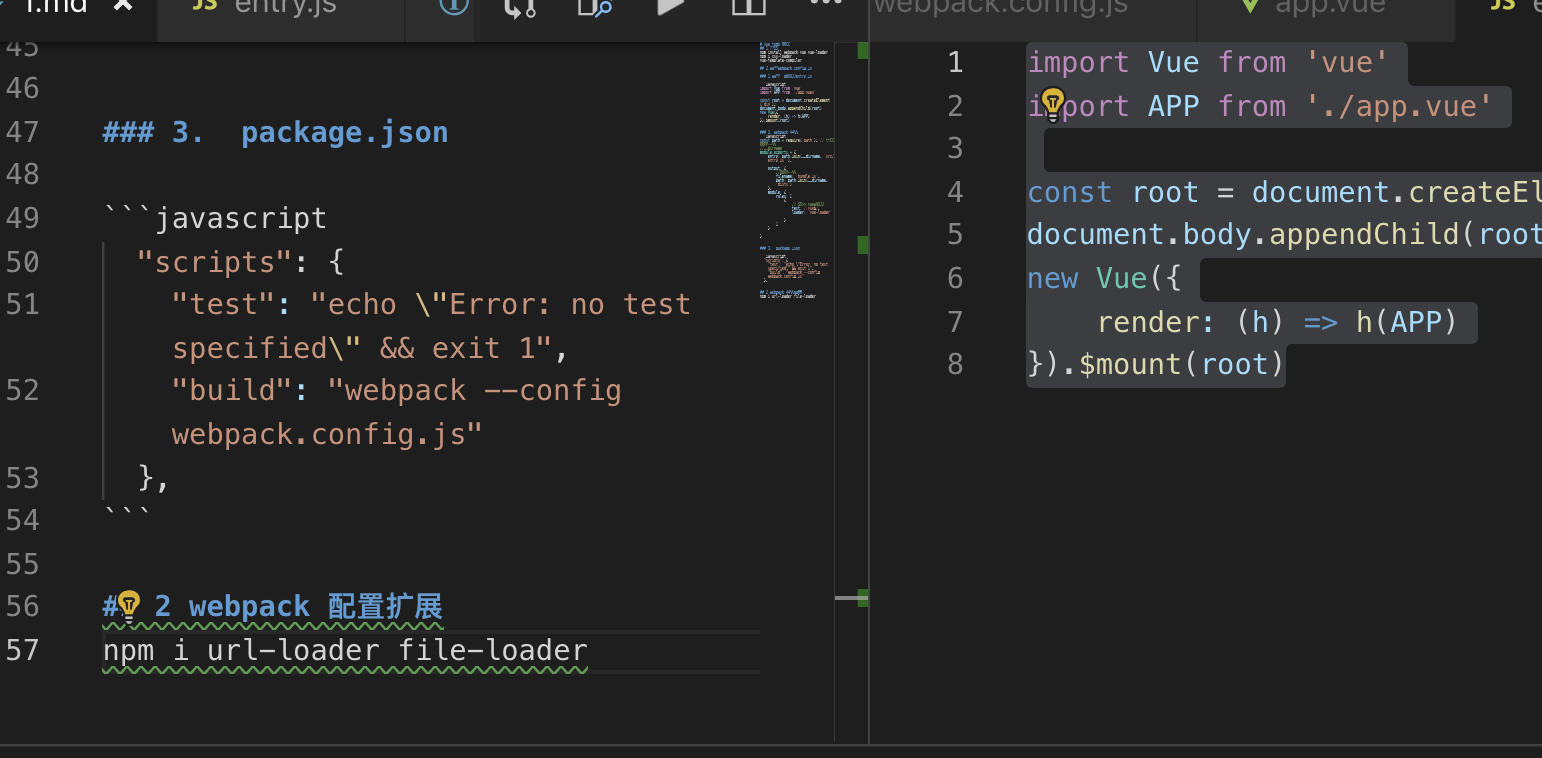 1.md
JS entry.js
webpack.config.js
app.vue
JS
45
46
47 ### 3.  package.json
48
49 ```javascript
50   "scripts": {
51     "test": "echo \"Error: no test
specified\" && exit 1",
52     "build": "webpack --config
webpack.config.js"
53   },
54 ```
55
56 ## 2 webpack 配置扩展
57 npm i url-loader file-loader
1 import Vue from 'vue'
2 import APP from './app.vue'
3
4 const root = document.createEl
5 document.body.appendChild(root
6 new Vue({
7     render: (h) => h(APP)
8 }).$mount(root)